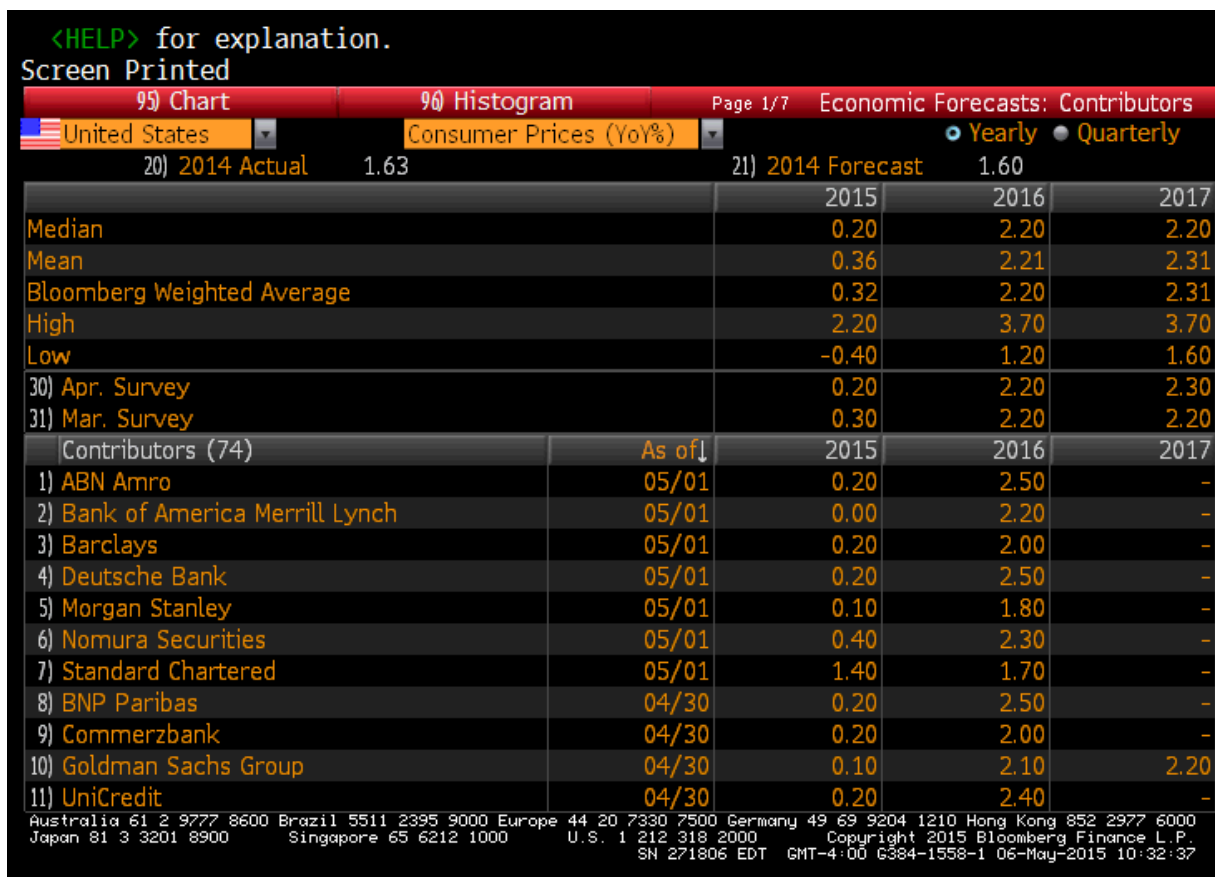 <HELP> for explanation.
Screen Printed
95) Chart 96) Histogram Page 1/7 Economic Forecasts: Contributors
United States Consumer Prices (YoY%) Yearly Quarterly
20) 2014 Actual 1.63 21) 2014 Forecast 1.60
2015 2016 2017
Median 0.20 2.20 2.20
Mean 0.36 2.21 2.31
Bloomberg Weighted Average 0.32 2.20 2.31
High 2.20 3.70 3.70
Low -0.40 1.20 1.60
30) Apr. Survey 0.20 2.20 2.30
31) Mar. Survey 0.30 2.20 2.20
Contributors (74) As of↓ 2015 2016 2017
1) ABN Amro 05/01 0.20 2.50 -
2) Bank of America Merrill Lynch 05/01 0.00 2.20 -
3) Barclays 05/01 0.20 2.00 -
4) Deutsche Bank 05/01 0.20 2.50 -
5) Morgan Stanley 05/01 0.10 1.80 -
6) Nomura Securities 05/01 0.40 2.30 -
7) Standard Chartered 05/01 1.40 1.70 -
8) BNP Paribas 04/30 0.20 2.50 -
9) Commerzbank 04/30 0.20 2.00 -
10) Goldman Sachs Group 04/30 0.10 2.10 2.20
11) UniCredit 04/30 0.20 2.40 -
Australia 61 2 9777 8600 Brazil 5511 2395 9000 Europe 44 20 7330 7500 Germany 49 69 9204 1210 Hong Kong 852 2977 6000
Japan 81 3 3201 8900 Singapore 65 6212 1000 U.S. 1 212 318 2000 Copyright 2015 Bloomberg Finance L.P.
SN 271806 EDT GMT-4:00 G384-1558-1 06-May-2015 10:32:37